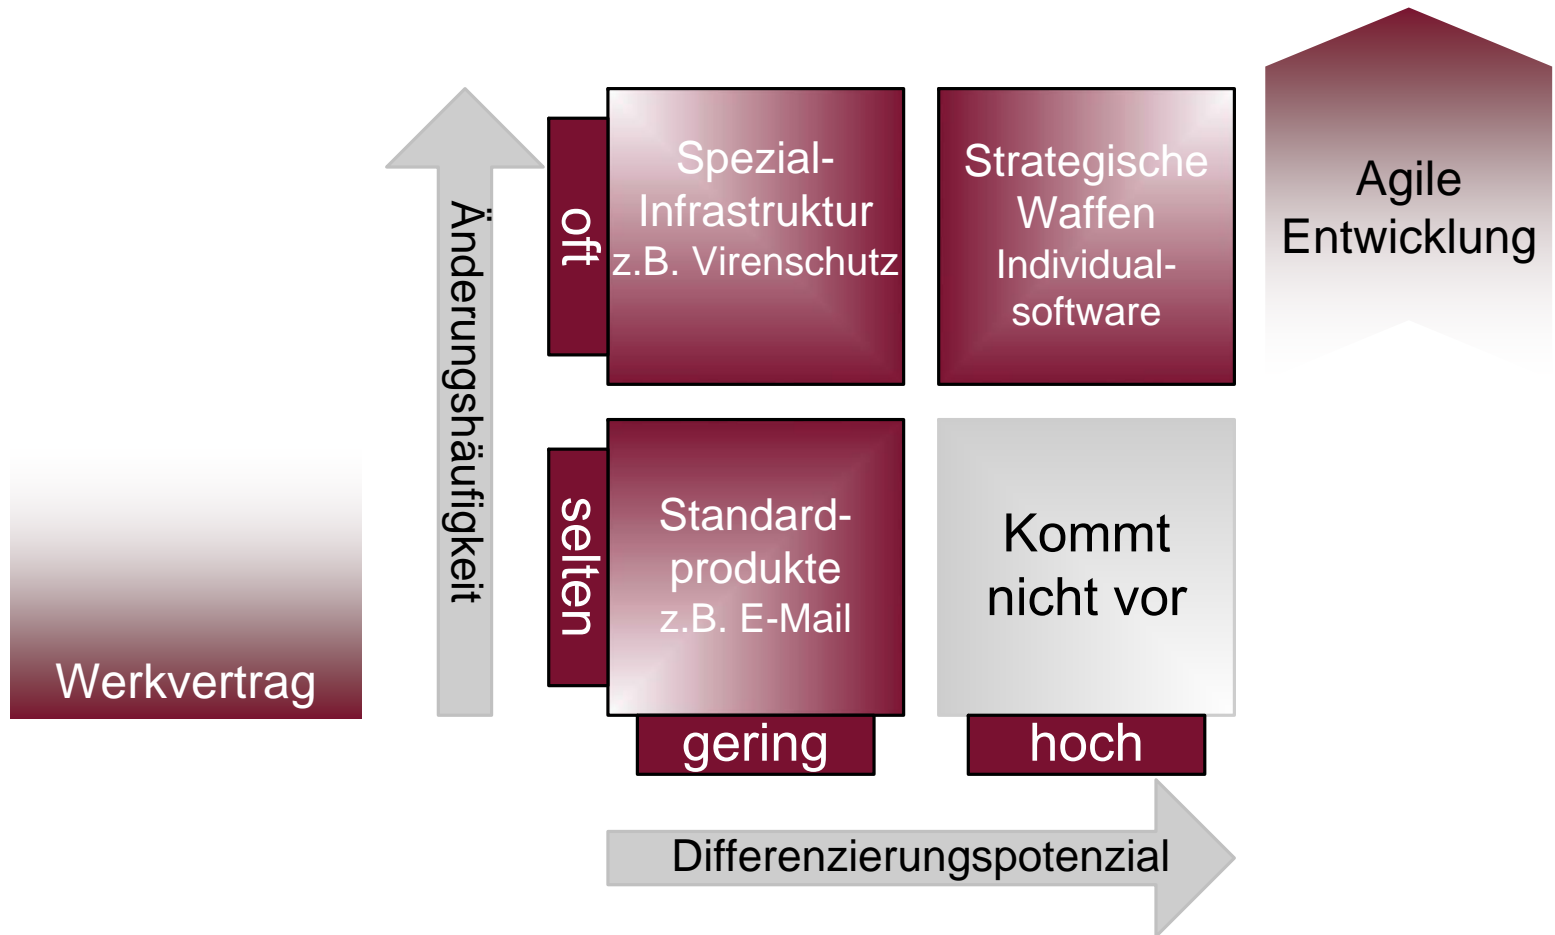 Agile
Entwicklung
Änderungshäufigkeit
oft
Spezial-
Infrastruktur
z.B. Virenschutz
Strategische
Waffen
Individual-
software
selten
Standard-
produkte
z.B. E-Mail
Kommt
nicht vor
Werkvertrag
gering
hoch
Differenzierungspotenzial